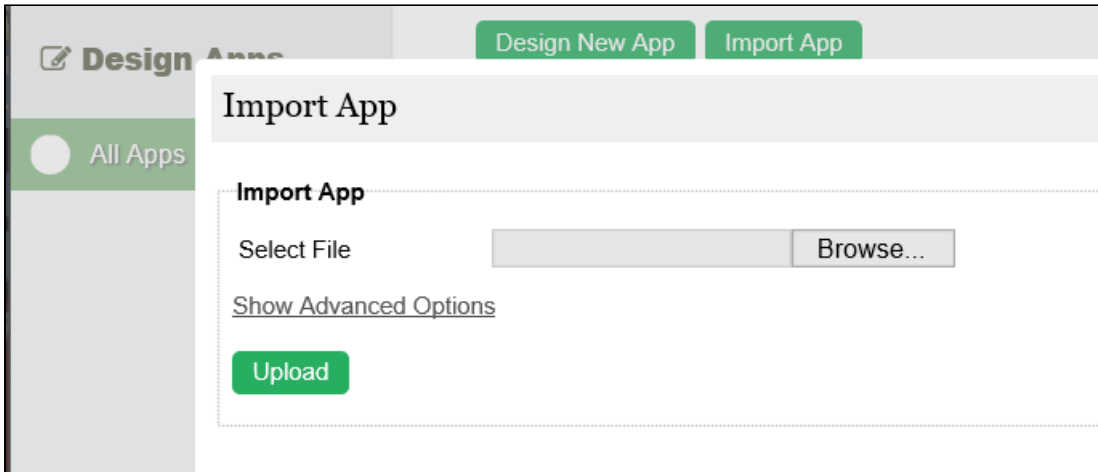 Design New App
Import App
Design Apps
Import App
All Apps
Import App
Select File
Browse...
Show Advanced Options
Upload